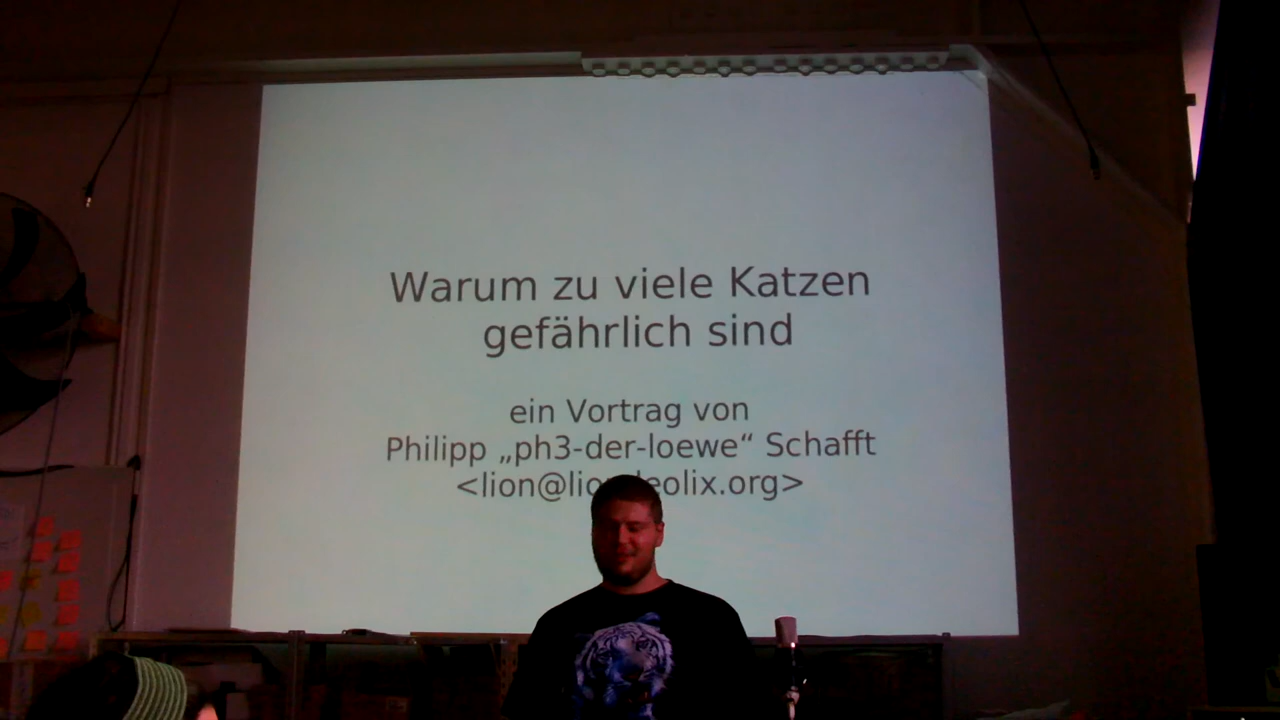 Warum zu viele Katzen
gefährlich sind
ein Vortrag von
Philipp „ph3-der-loewe“ Schafft